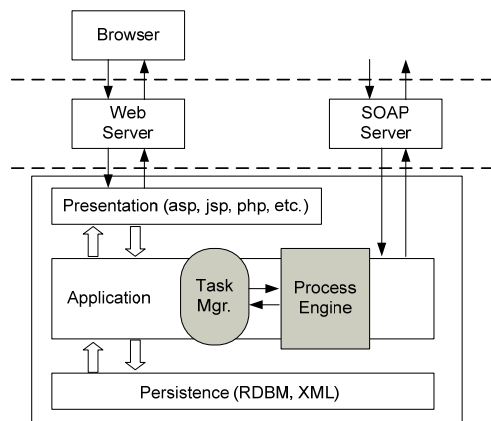 Browser
Web
Server
SOAP
Server
Presentation (asp, jsp, php, etc.)
Application
Task
Mgr.
Process
Engine
Persistence (RDBM, XML)